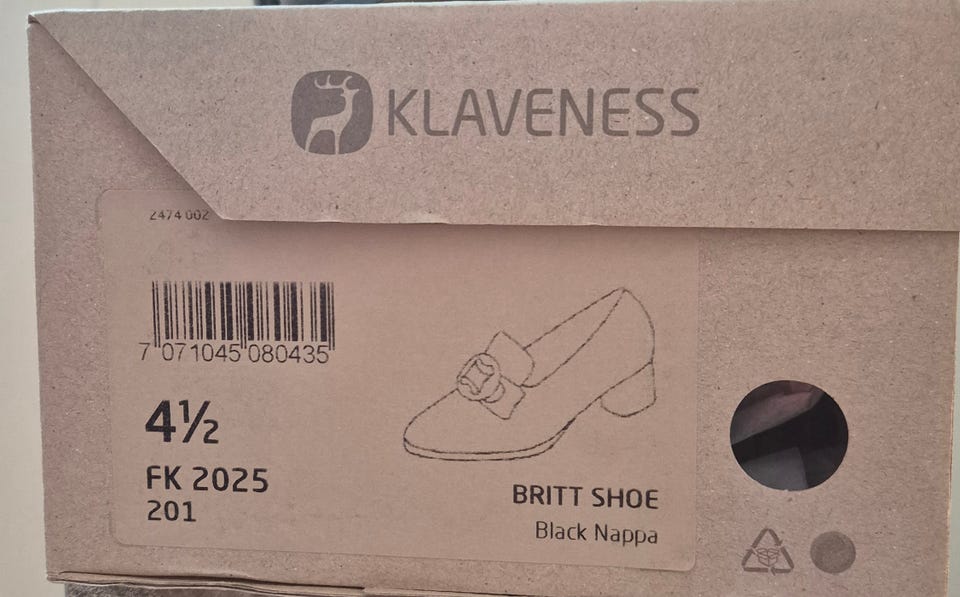 KLAVENESS
2474 002
7 071045 080435
4½
FK 2025
201
BRITT SHOE
Black Nappa